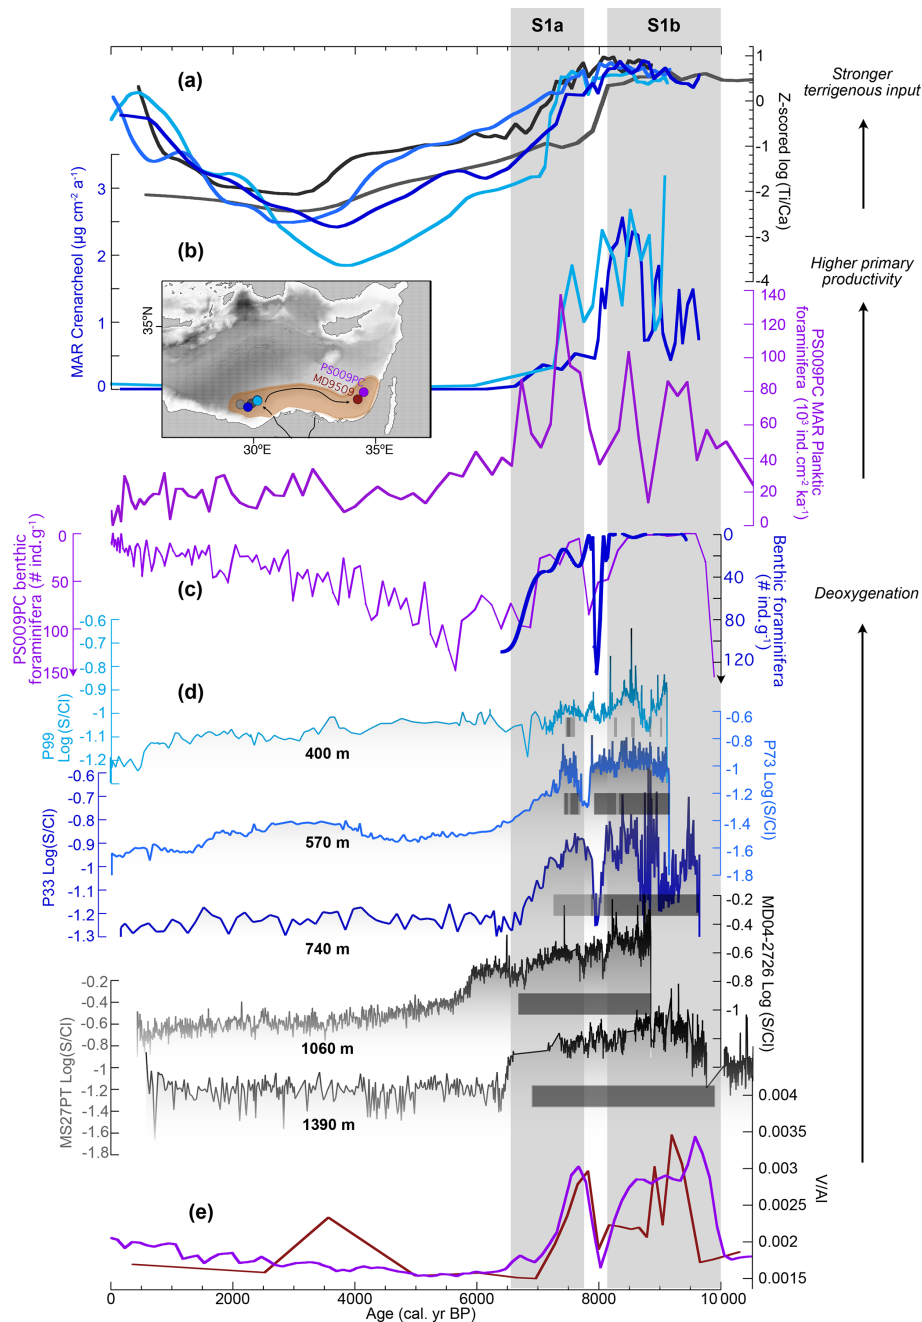 S1a
S1b
(a)
1
0
-1
-2
-3
-4
Z-scored log (Ti/Ca)
Stronger
terrigenous input
3
2
1
0
MAR Crenarcheol (µg cm⁻² a⁻¹)
(b)
Higher primary
productivity
35°N
PS009PC
MD9509
30°E
35°E
140
120
100
80
60
40
20
0
PS009PC MAR Planktic
foraminifera (10³ ind.cm⁻² ka⁻¹)
0
50
100
150
PS009PC benthic
foraminifera (# ind.g⁻¹)
(c)
0
40
80
120
Benthic foraminifera
(# ind.g⁻¹)
Deoxygenation
-0.6
-0.7
-0.8
-0.9
-1
-1.1
-1.2
P99
Log (S/Cl)
(d)
400 m
-0.6
-0.8
-1
-1.2
-1.4
-1.6
-1.8
P73 Log(S/Cl)
570 m
-0.6
-0.7
-0.8
-0.9
-1
-1.1
-1.2
-1.3
P33 Log(S/Cl)
740 m
-0.2
-0.4
-0.6
-0.8
-1
MD04-2726 Log (S/Cl)
1060 m
-0.2
-0.4
-0.6
-0.8
-1
-1.2
-1.4
-1.6
-1.8
MS27PT Log(S/Cl)
1390 m
0.004
0.0035
0.003
0.0025
0.002
0.0015
V/Al
(e)
0
2000
4000
6000
8000
10 000
Age (cal. yr BP)